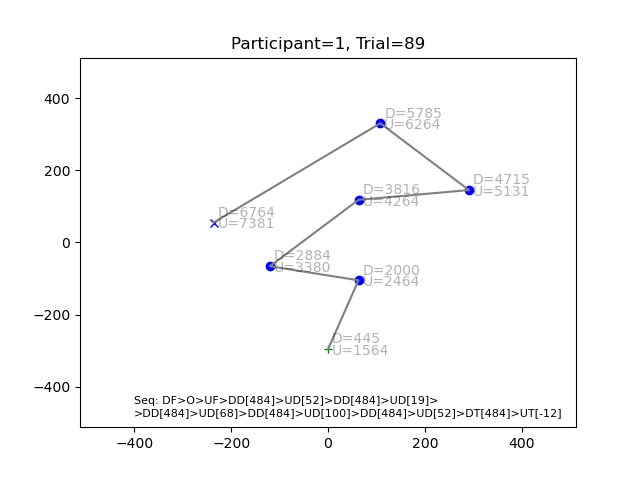 Participant=1, Trial=89
400
200
0
−200
−400
D=5785
U=6264
D=4715
U=5131
D=3816
U=4264
D=6764
U=7381
D=2884
U=3380
D=2000
U=2464
D=445
U=1564
Seq: DF>O>UF>DD[484]>UD[52]>DD[484]>UD[19]>
>DD[484]>UD[68]>DD[484]>UD[100]>DD[484]>UD[52]>DT[484]>UT[-12]
−400 −200 0 200 400